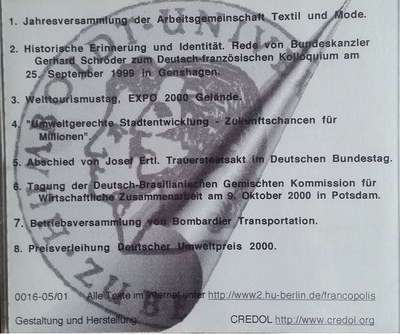 1. Jahresversammlung der Arbeitsgemeinschaft Textil und Mode.
2. Historische Erinnerung und Identität. Rede von Bundeskanzler
Gerhard Schröder zum Deutsch-französischen Kolloquium am
25. September 1999 in Genshagen.
3. Welttourismustag, EXPO 2000 Gelände.
4. "Umweltgerechte Stadtentwicklung - Zukunftschancen für
Millionen".
5. Abschied von Josef Ertl. Trauerstaatsakt im Deutschen Bundestag.
6. Tagung der Deutsch-Brasilianischen Gemischten Kommission für
Wirtschaftliche Zusammenarbeit am 9. Oktober 2000 in Potsdam.
7. Betriebsversammlung von Bombardier Transportation.
8. Preisverleihung Deutscher Umweltpreis 2000.
0016-05/01 Alle Texte im Internet unter http://www2.hu-berlin.de/francopolis
Gestaltung und Herstellung CREDOL http://www.credol.org